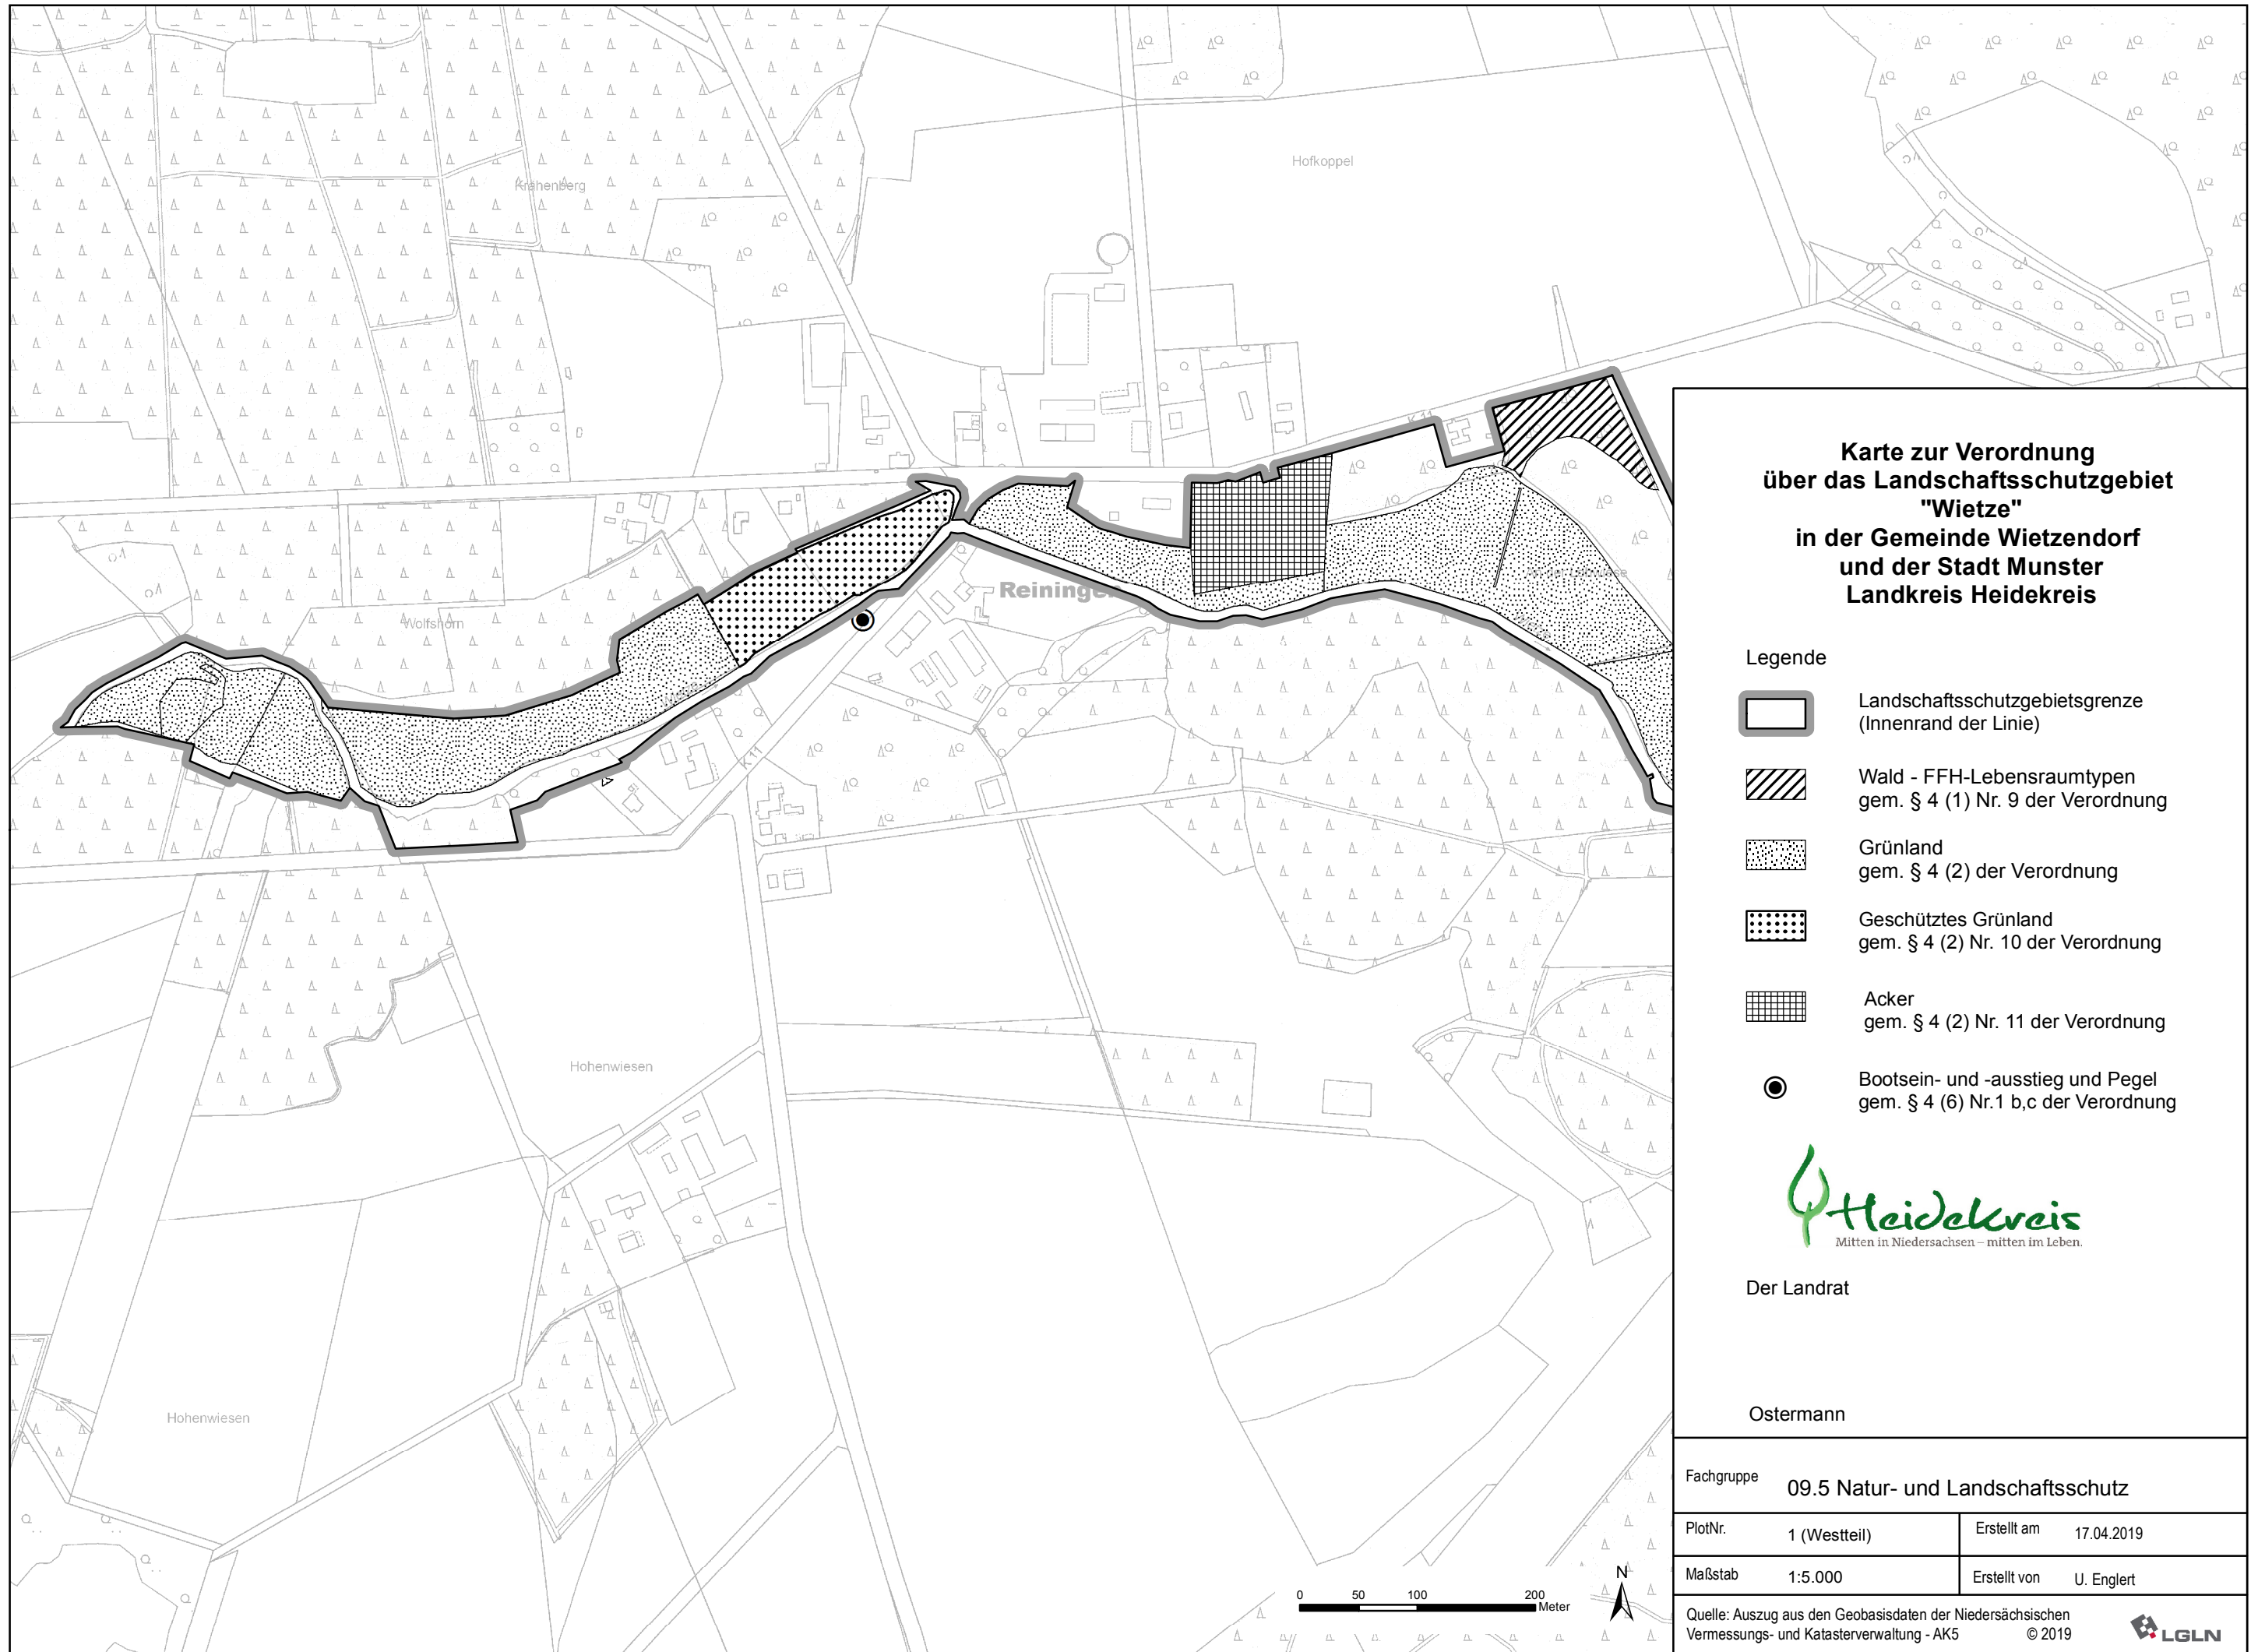 Krähenberg
Hofkoppel
K 11
Wolfshorn
Reininge
K 11
Hohenwiesen
Hohenwiesen
Karte zur Verordnung
über das Landschaftsschutzgebiet
"Wietze"
in der Gemeinde Wietzendorf
und der Stadt Munster
Landkreis Heidekreis
Legende
Landschaftsschutzgebietsgrenze
(Innenrand der Linie)
Wald - FFH-Lebensraumtypen
gem. § 4 (1) Nr. 9 der Verordnung
Grünland
gem. § 4 (2) der Verordnung
Geschütztes Grünland
gem. § 4 (2) Nr. 10 der Verordnung
Acker
gem. § 4 (2) Nr. 11 der Verordnung
Bootsein- und -ausstieg und Pegel
gem. § 4 (6) Nr.1 b,c der Verordnung
Heidekreis
Mitten in Niedersachsen – mitten im Leben.
Der Landrat
Ostermann
Fachgruppe 09.5 Natur- und Landschaftsschutz
PlotNr. 1 (Westteil) Erstellt am 17.04.2019
Maßstab 1:5.000 Erstellt von U. Englert
Quelle: Auszug aus den Geobasisdaten der Niedersächsischen
Vermessungs- und Katasterverwaltung - AK5 © 2019
LGLN
0 50 100 200
Meter
N